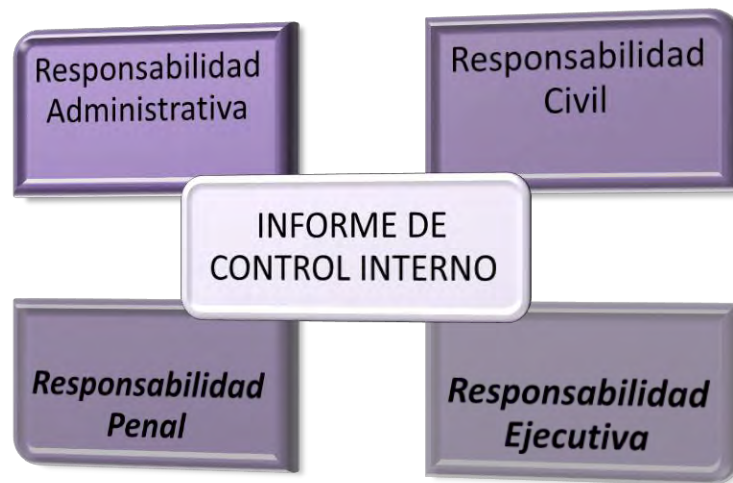 Responsabilidad
Administrativa
Responsabilidad
Civil
INFORME DE
CONTROL INTERNO
Responsabilidad
Penal
Responsabilidad
Ejecutiva